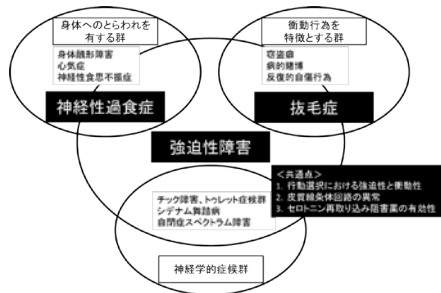 身体へのとらわれを
有する群
身体醜形障害
心気症
神経性食思不振症
神経性過食症
衝動行為を
特徴とする群
窃盗癖
病的賭博
反復的自傷行為
抜毛症
強迫性障害
＜共通点＞
1. 行動選択における強迫性と衝動性
2. 皮質線条体回路の異常
3. セロトニン再取り込み阻害薬の有効性
チック障害、トゥレット症候群
シデナム舞踏病
自閉症スペクトラム障害
神経学的症候群